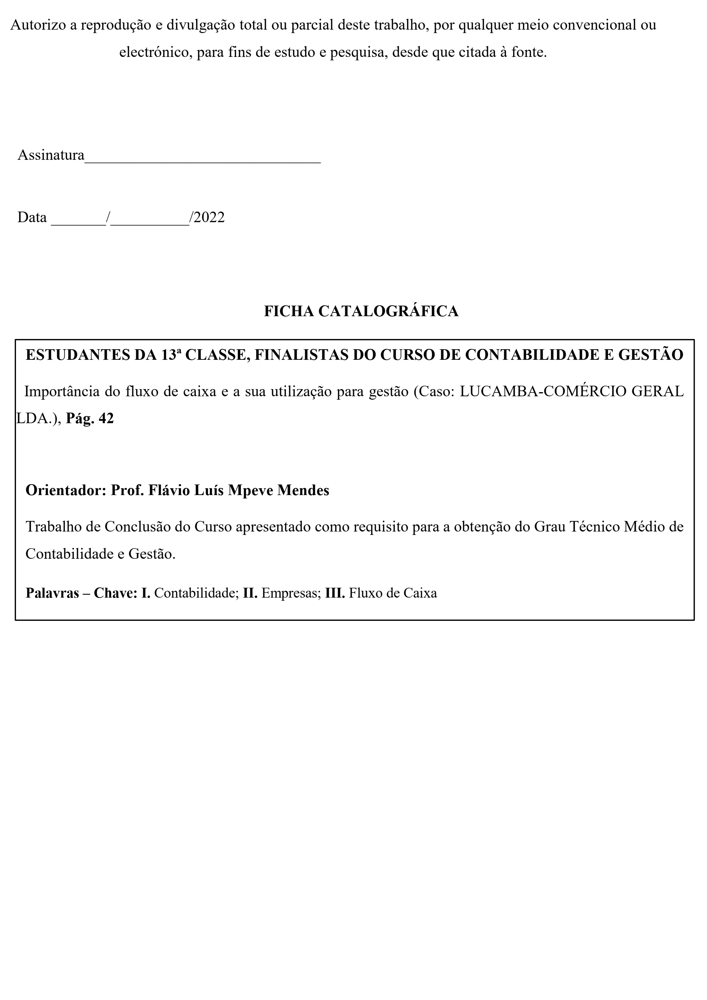 Autorizo a reprodução e divulgação total ou parcial deste trabalho, por qualquer meio convencional ou
electrónico, para fins de estudo e pesquisa, desde que citada à fonte.
Assinatura______________________________
Data _______/__________/2022
FICHA CATALOGRÁFICA
ESTUDANTES DA 13ª CLASSE, FINALISTAS DO CURSO DE CONTABILIDADE E GESTÃO
Importância do fluxo de caixa e a sua utilização para gestão (Caso: LUCAMBA-COMÉRCIO GERAL
LDA.), Pág. 42
Orientador: Prof. Flávio Luís Mpeve Mendes
Trabalho de Conclusão do Curso apresentado como requisito para a obtenção do Grau Técnico Médio de
Contabilidade e Gestão.
Palavras – Chave: I. Contabilidade; II. Empresas; III. Fluxo de Caixa